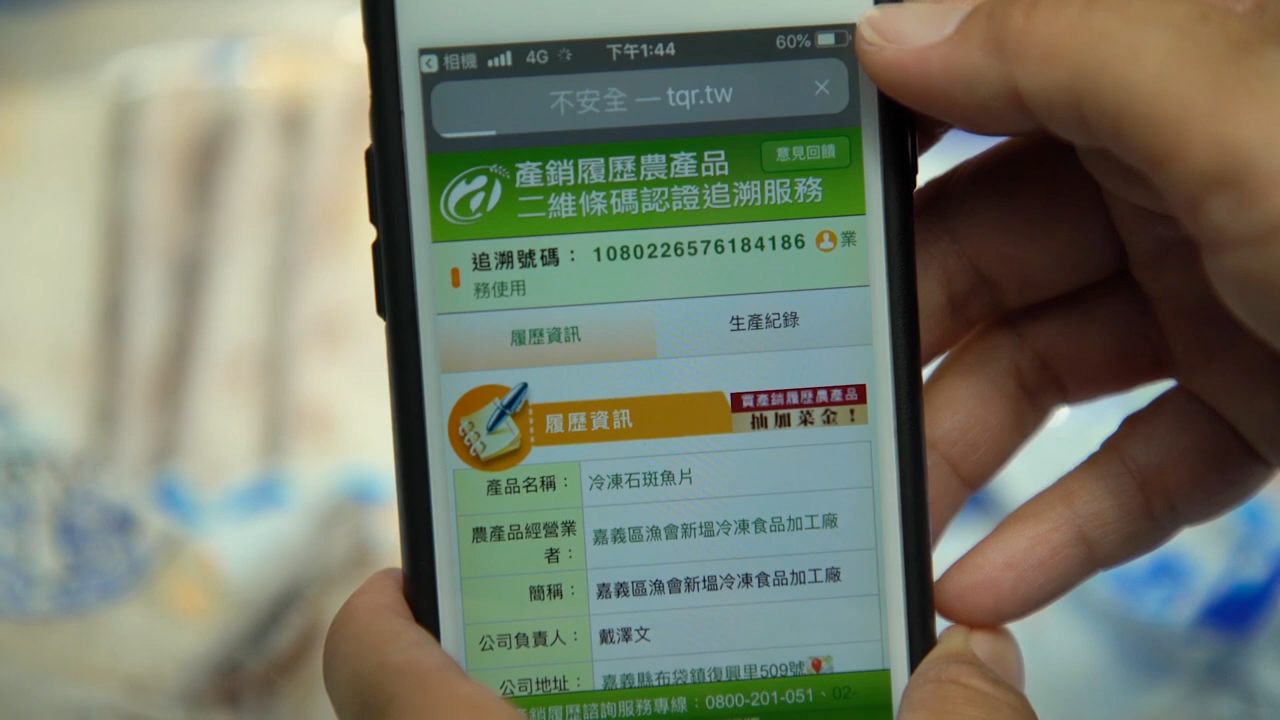 相機 4G 下午1:44 60%
不安全 — tqr.tw
產銷履歷農產品 意見回饋
二維條碼認證追溯服務
追溯號碼： 1080226576184186 業
務使用
履歷資訊 生產紀錄
履歷資訊 買產銷履歷農產品
抽加菜金！
產品名稱： 冷凍石斑魚片
農產品經營業
者： 嘉義區漁會新塭冷凍食品加工廠
簡稱： 嘉義區漁會新塭冷凍食品加工廠
公司負責人： 戴澤文
公司地址： 嘉義縣布袋鎮復興里509號
產銷履歷諮詢服務專線：0800-201-051、02-